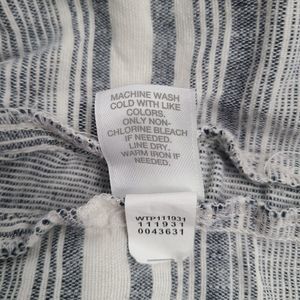 MACHINE WASH
COLD WITH LIKE
COLORS.
ONLY NON-
CHLORINE BLEACH
IF NEEDED.
LINE DRY.
WARM IRON IF
NEEDED.
WTP111931
111931
0043631